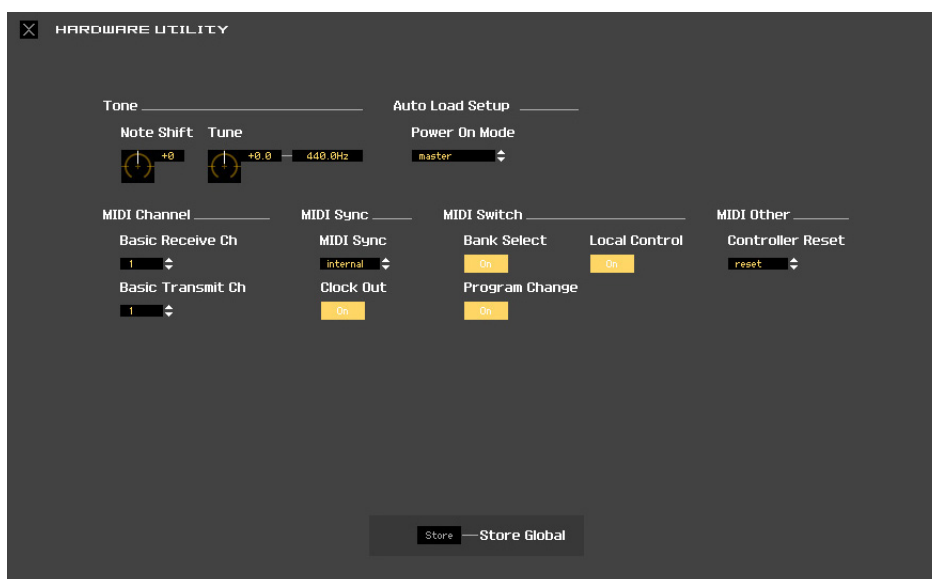 HARDWARE UTILITY
Tone
Auto Load Setup
Note Shift
Tune
Power On Mode
+0
+0.0
440.0Hz
master
MIDI Channel
MIDI Sync
MIDI Switch
MIDI Other
Basic Receive Ch
MIDI Sync
Bank Select
Local Control
Controller Reset
1
internal
On
On
reset
Basic Transmit Ch
Clock Out
Program Change
1
On
On
Store
Store Global